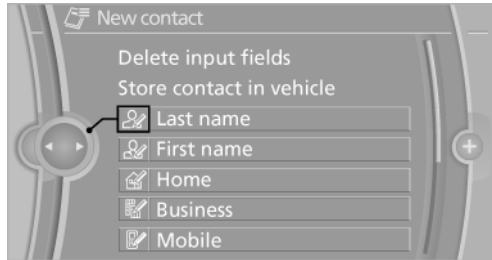 New contact
Delete input fields
Store contact in vehicle
Last name
First name
Home
Business
Mobile